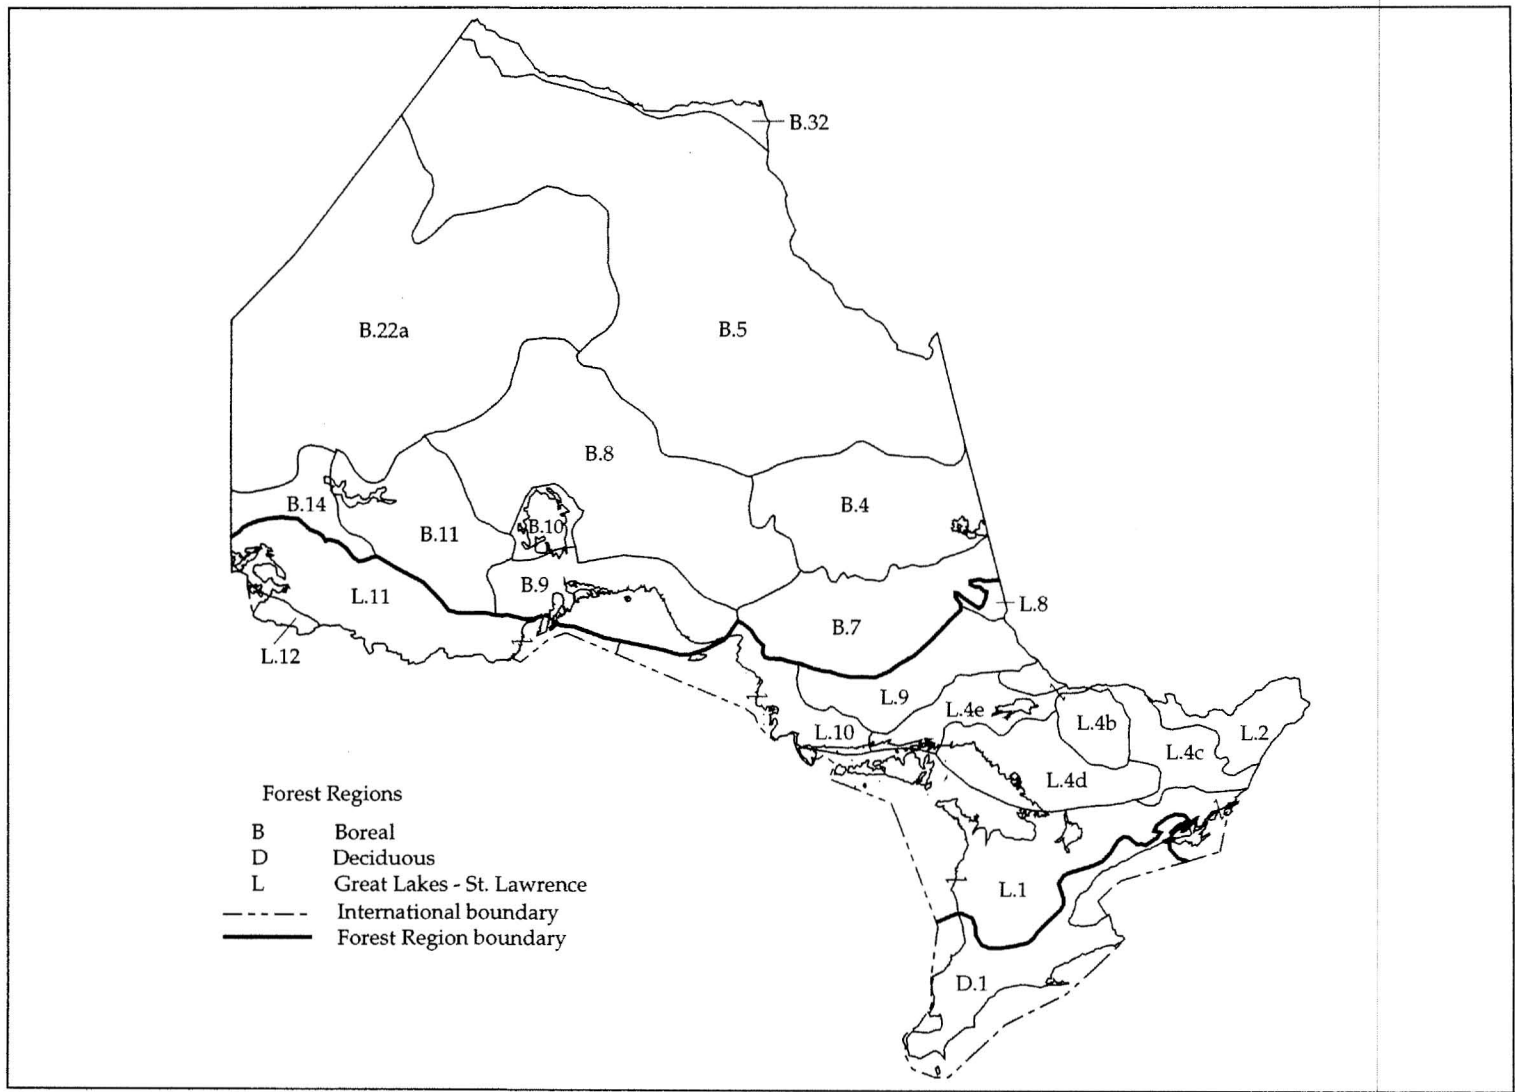 B.32
B.22a
B.5
B.8
B.14
B.4
B.10
B.11
B.9
L.11
L.8
B.7
L.12
L.9
L.4e
L.4b
L.10
L.2
L.4c
L.4d
Forest Regions
B Boreal
D Deciduous
L Great Lakes - St. Lawrence
International boundary
Forest Region boundary
L.1
D.1